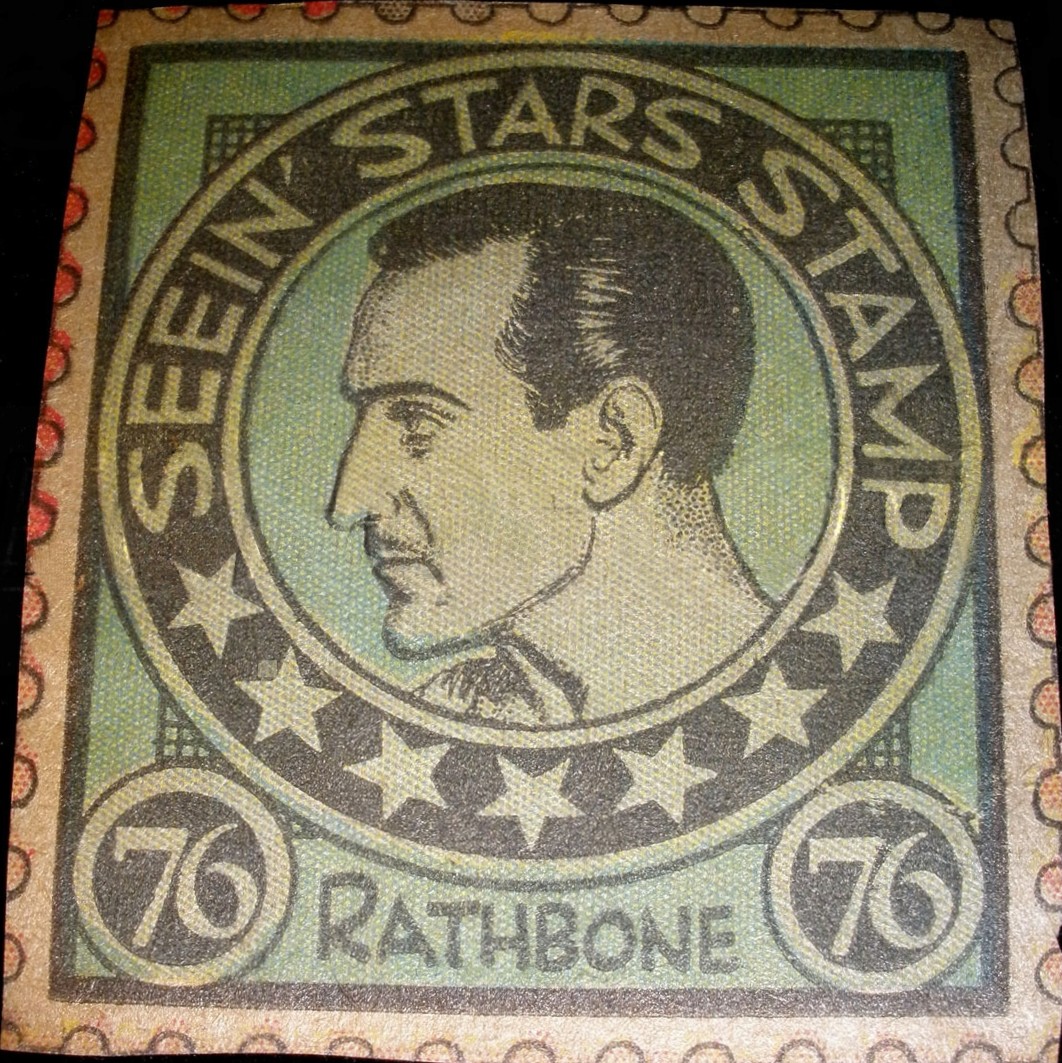 SEEIN' STARS STAMP
76
RATHBONE
76